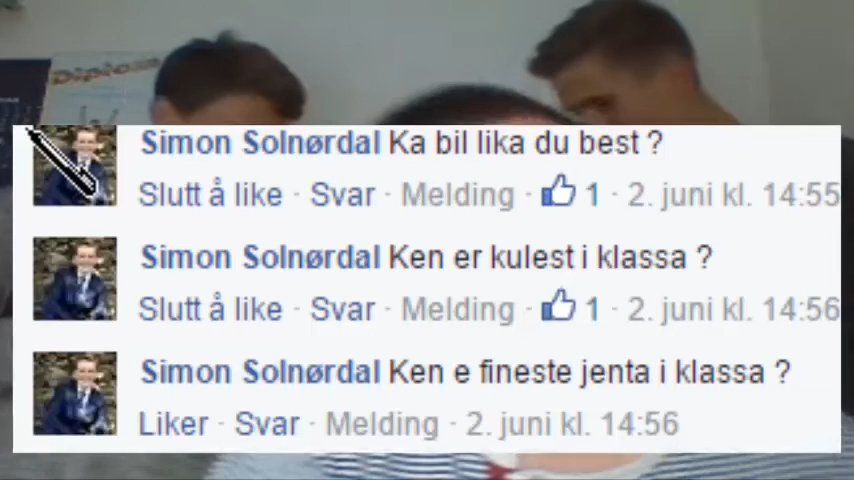 Diplom
Simon Solnørdal Ka bil lika du best ?
Slutt å like · Svar · Melding · 1 · 2. juni kl. 14:55
Simon Solnørdal Ken er kulest i klassa ?
Slutt å like · Svar · Melding · 1 · 2. juni kl. 14:56
Simon Solnørdal Ken e fineste jenta i klassa ?
Liker · Svar · Melding · 2. juni kl. 14:56